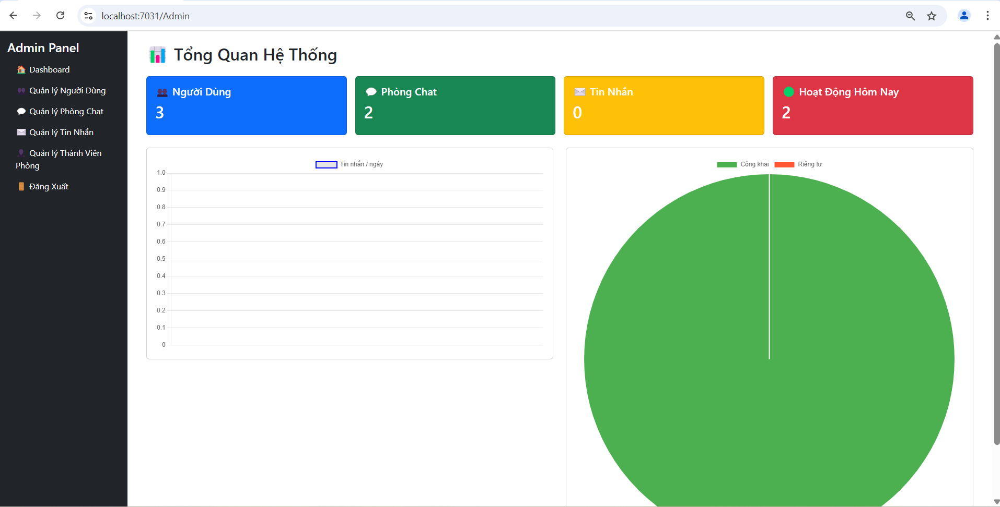 localhost:7031/Admin
Admin Panel
Dashboard
Quản lý Người Dùng
Quản lý Phòng Chat
Quản lý Tin Nhắn
Quản lý Thành Viên
Phòng
Đăng Xuất
Tổng Quan Hệ Thống
Người Dùng
3
Phòng Chat
2
Tin Nhắn
0
Hoạt Động Hôm Nay
2
Tin nhắn / ngày
1.0
0.9
0.8
0.7
0.6
0.5
0.4
0.3
0.2
0.1
0
Công khai Riêng tư